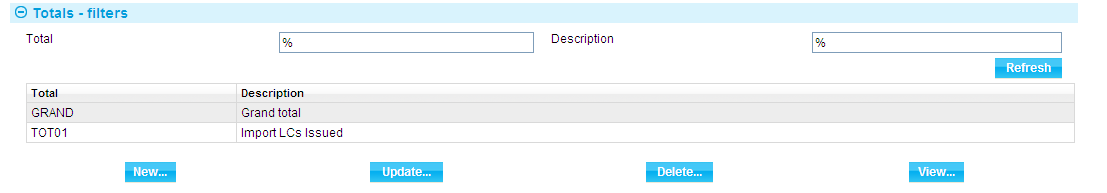 Totals - filters
Total % Description %
Refresh
Total Description
GRAND Grand total
TOT01 Import LCs Issued
New... Update... Delete... View...